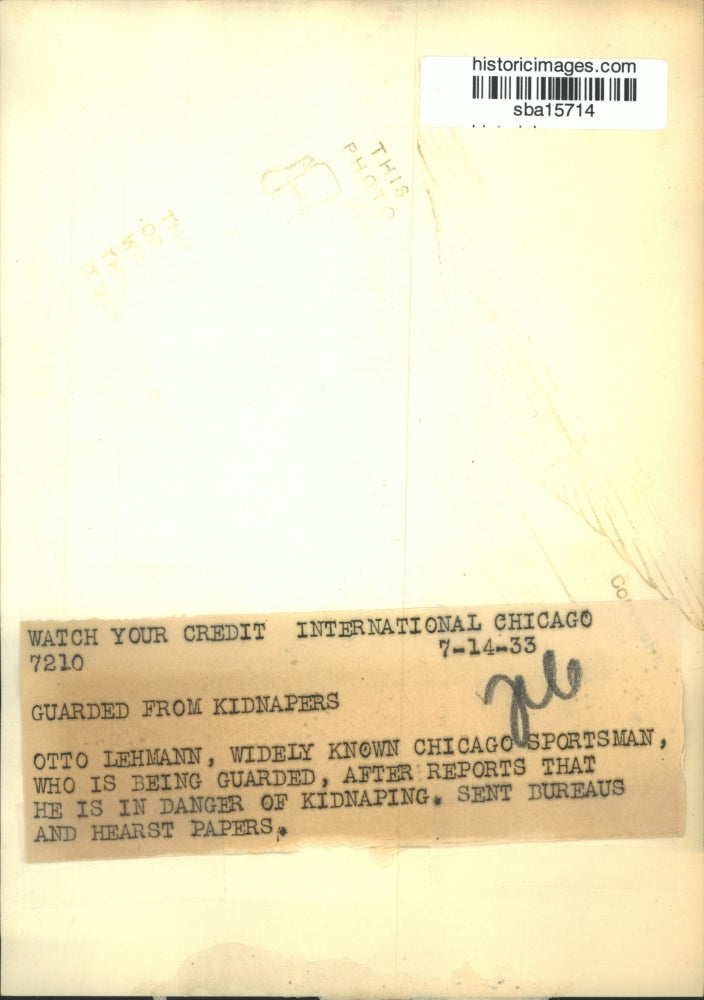 historicimages.com
sba15714
THIS
PHOTO
WATCH YOUR CREDIT INTERNATIONAL CHICAGO
7210 7-14-33
GUARDED FROM KIDNAPERS
OTTO LEHMANN, WIDELY KNOWN CHICAGO SPORTSMAN,
WHO IS BEING GUARDED, AFTER REPORTS THAT
HE IS IN DANGER OF KIDNAPING. SENT BUREAUS
AND HEARST PAPERS.